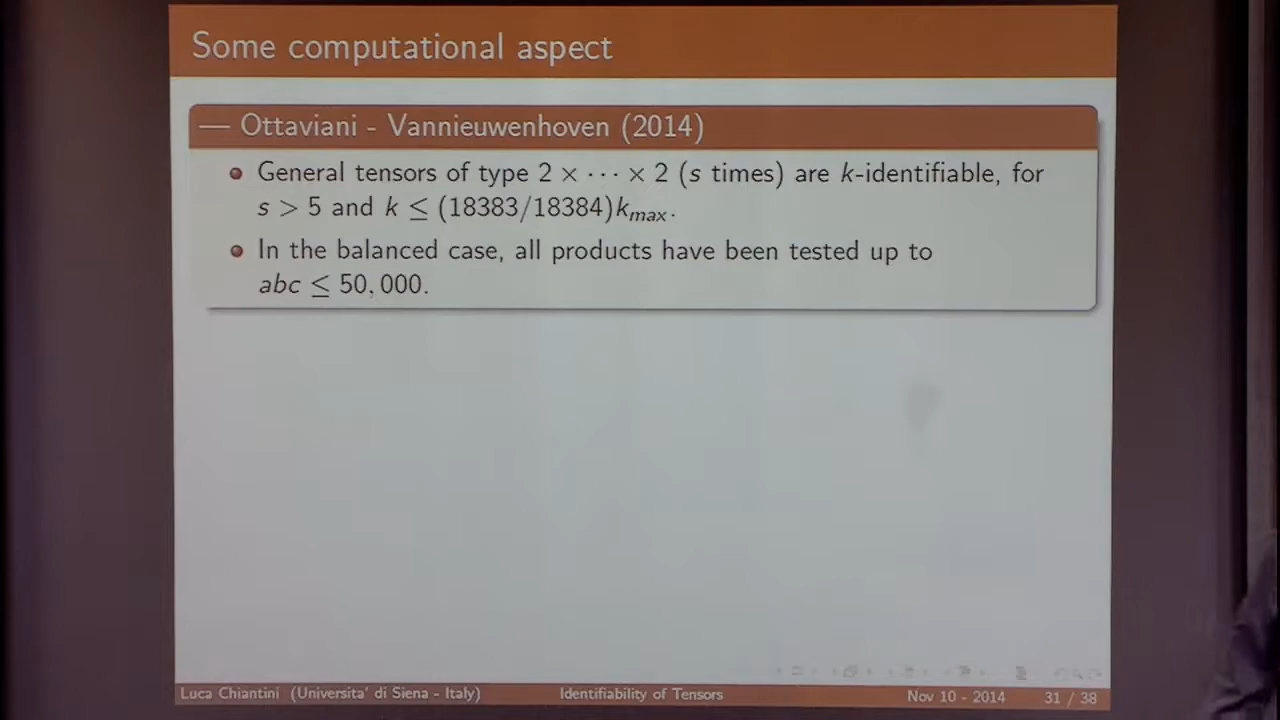 Some computational aspect
— Ottaviani - Vannieuwenhoven (2014)
General tensors of type 2 × ··· × 2 (s times) are k-identifiable, for
s > 5 and k ≤ (18383/18384)kmax.
In the balanced case, all products have been tested up to
abc ≤ 50, 000.
Luca Chiantini (Universita' di Siena - Italy) Identifiability of Tensors Nov 10 - 2014 31 / 38